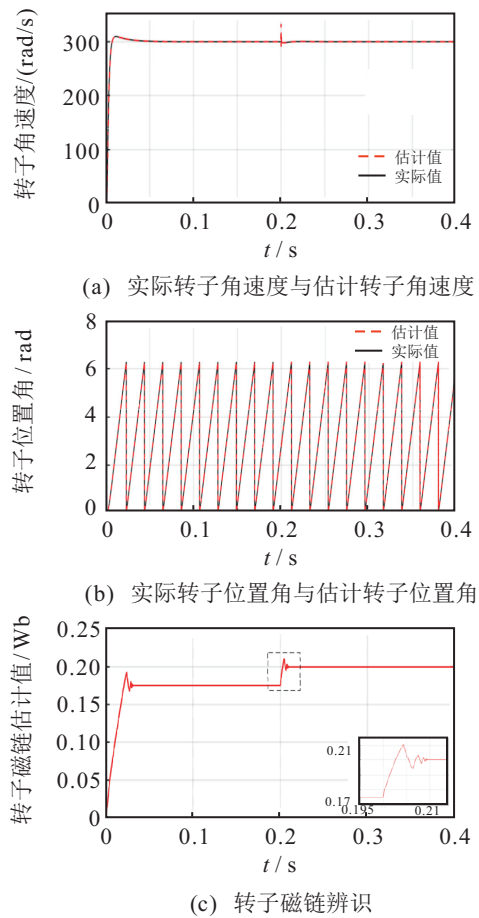 转子角速度/(rad/s)
300
200
100
0
估计值
实际值
0 0.1 0.2 0.3 0.4
t / s
(a) 实际转子角速度与估计转子角速度
转子位置角/rad
8
6
4
2
0
估计值
实际值
0 0.1 0.2 0.3 0.4
t / s
(b) 实际转子位置角与估计转子位置角
转子磁链估计值/Wb
0.25
0.20
0.15
0.10
0.05
0
0.21
0.17
0.195 0.21
0 0.1 0.2 0.3 0.4
t / s
(c) 转子磁链辨识